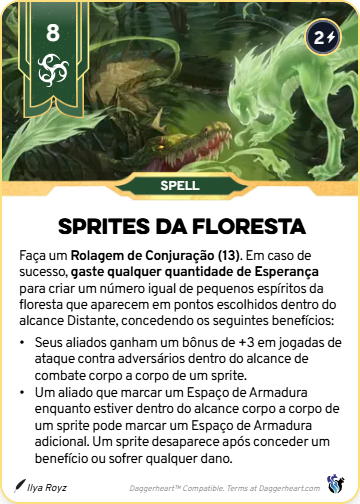 8
2
SPELL
SPRITES DA FLORESTA
Faça um Rolagem de Conjuração (13). Em caso de
sucesso, gaste qualquer quantidade de Esperança
para criar um número igual de pequenos espíritos da
floresta que aparecem em pontos escolhidos dentro do
alcance Distante, concedendo os seguintes benefícios:
• Seus aliados ganham um bônus de +3 em jogadas de
ataque contra adversários dentro do alcance de
combate corpo a corpo de um sprite.
• Um aliado que marcar um Espaço de Armadura
enquanto estiver dentro do alcance corpo a corpo de
um sprite pode marcar um Espaço de Armadura
adicional. Um sprite desaparece após conceder um
benefício ou sofrer qualquer dano.
Ilya Royz
Daggerheart™ Compatible. Terms at Daggerheart.com